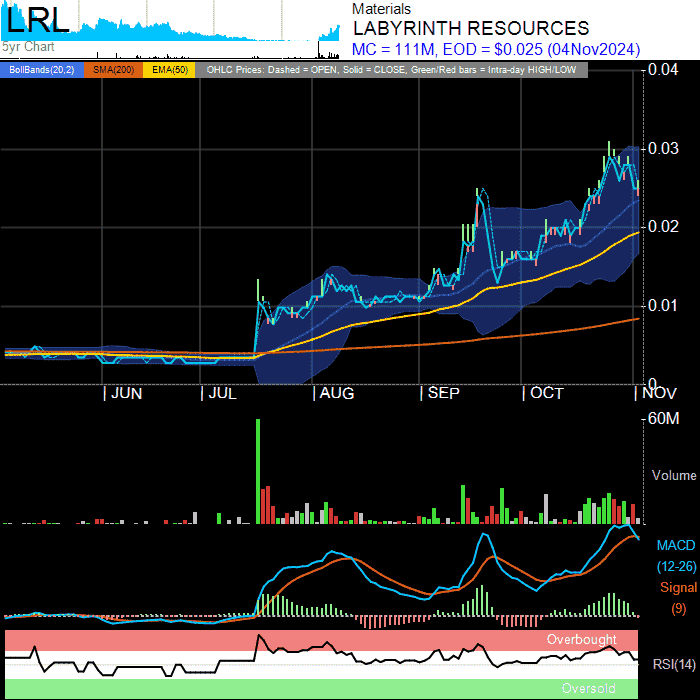 LRL
5yr Chart
Materials
LABYRINTH RESOURCES
MC = 111M, EOD = $0.025 (04Nov2024)
BollBands(20,2) SMA(200) EMA(50) OHLC Prices: Dashed = OPEN, Solid = CLOSE, Green/Red bars = Intra-day HIGH/LOW
0.04
0.03
0.02
0.01
0
JUN JUL AUG SEP OCT NOV
60M
Volume
MACD
(12-26)
Signal
(9)
Overbought
RSI(14)
Oversold